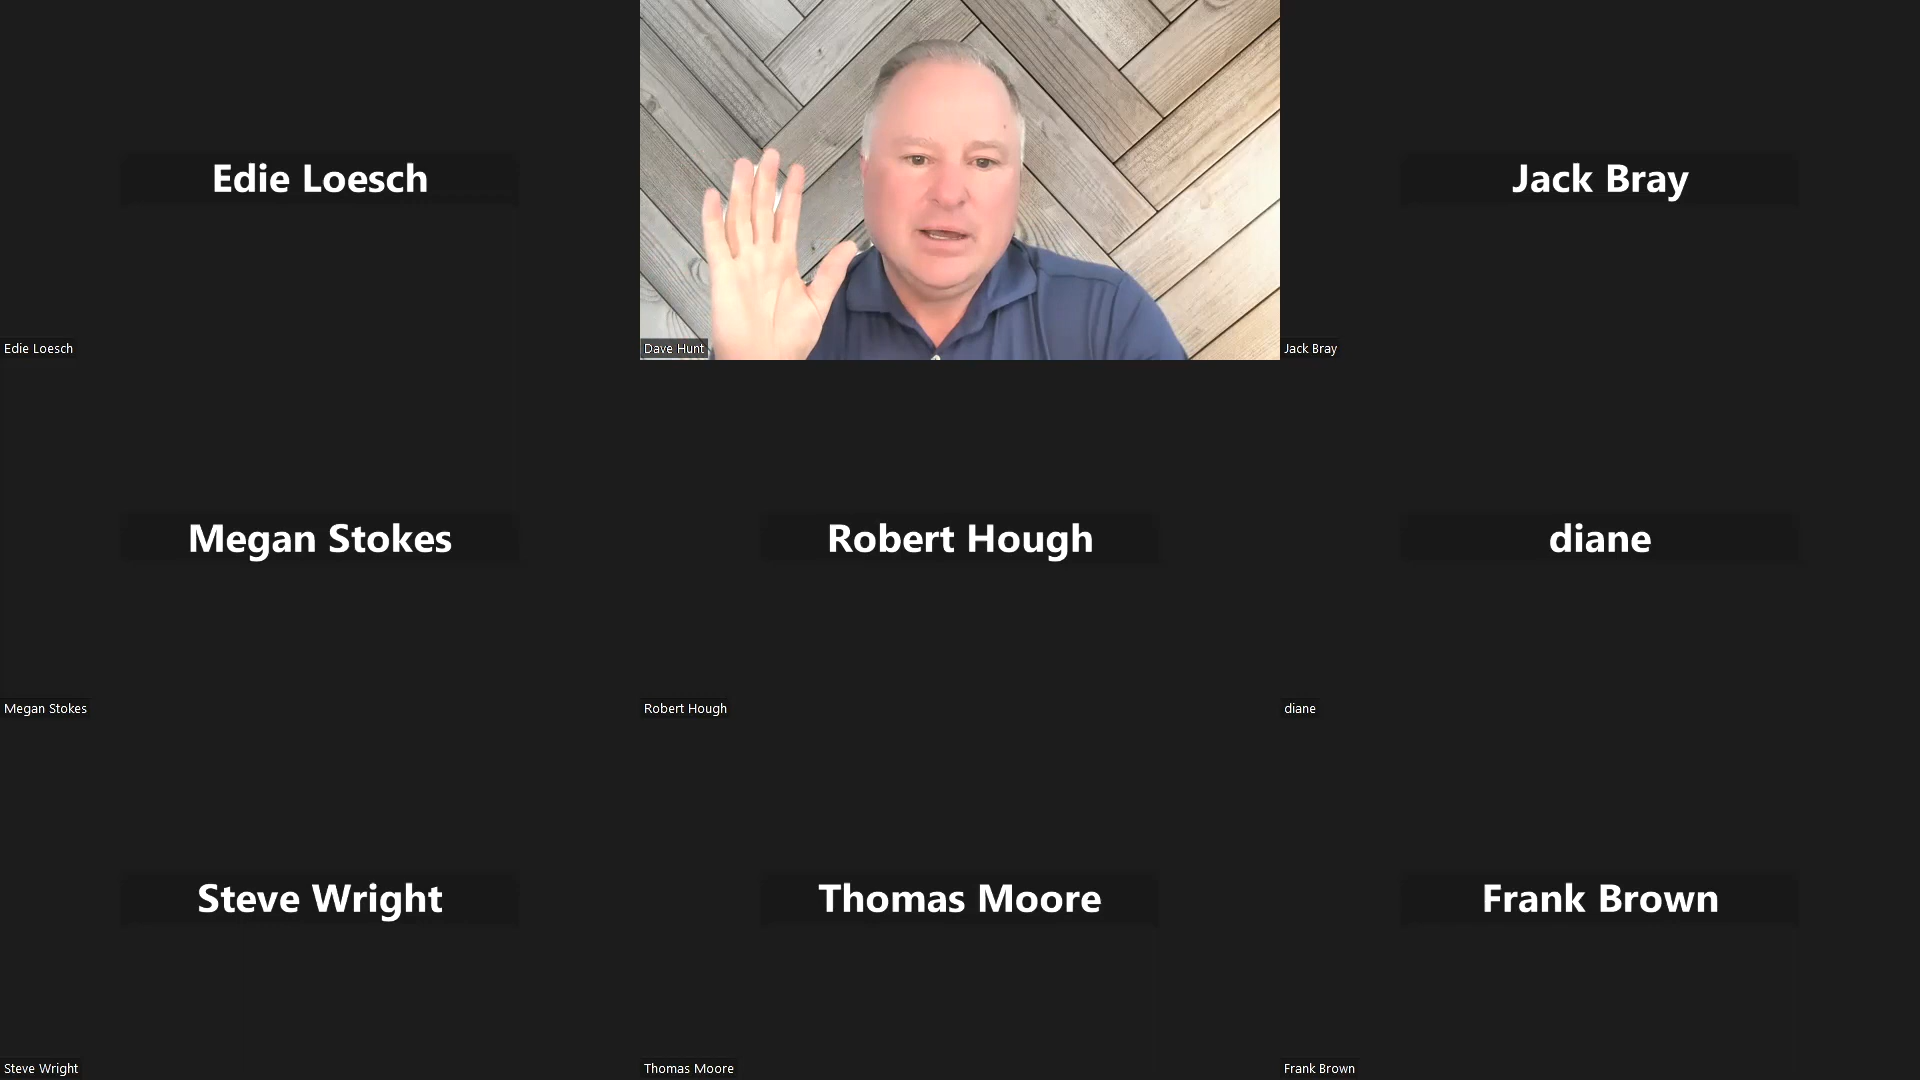 Edie Loesch
Jack Bray
Edie Loesch
Dave Hunt
Jack Bray
Megan Stokes
Robert Hough
diane
Megan Stokes
Robert Hough
diane
Steve Wright
Thomas Moore
Frank Brown
Steve Wright
Thomas Moore
Frank Brown